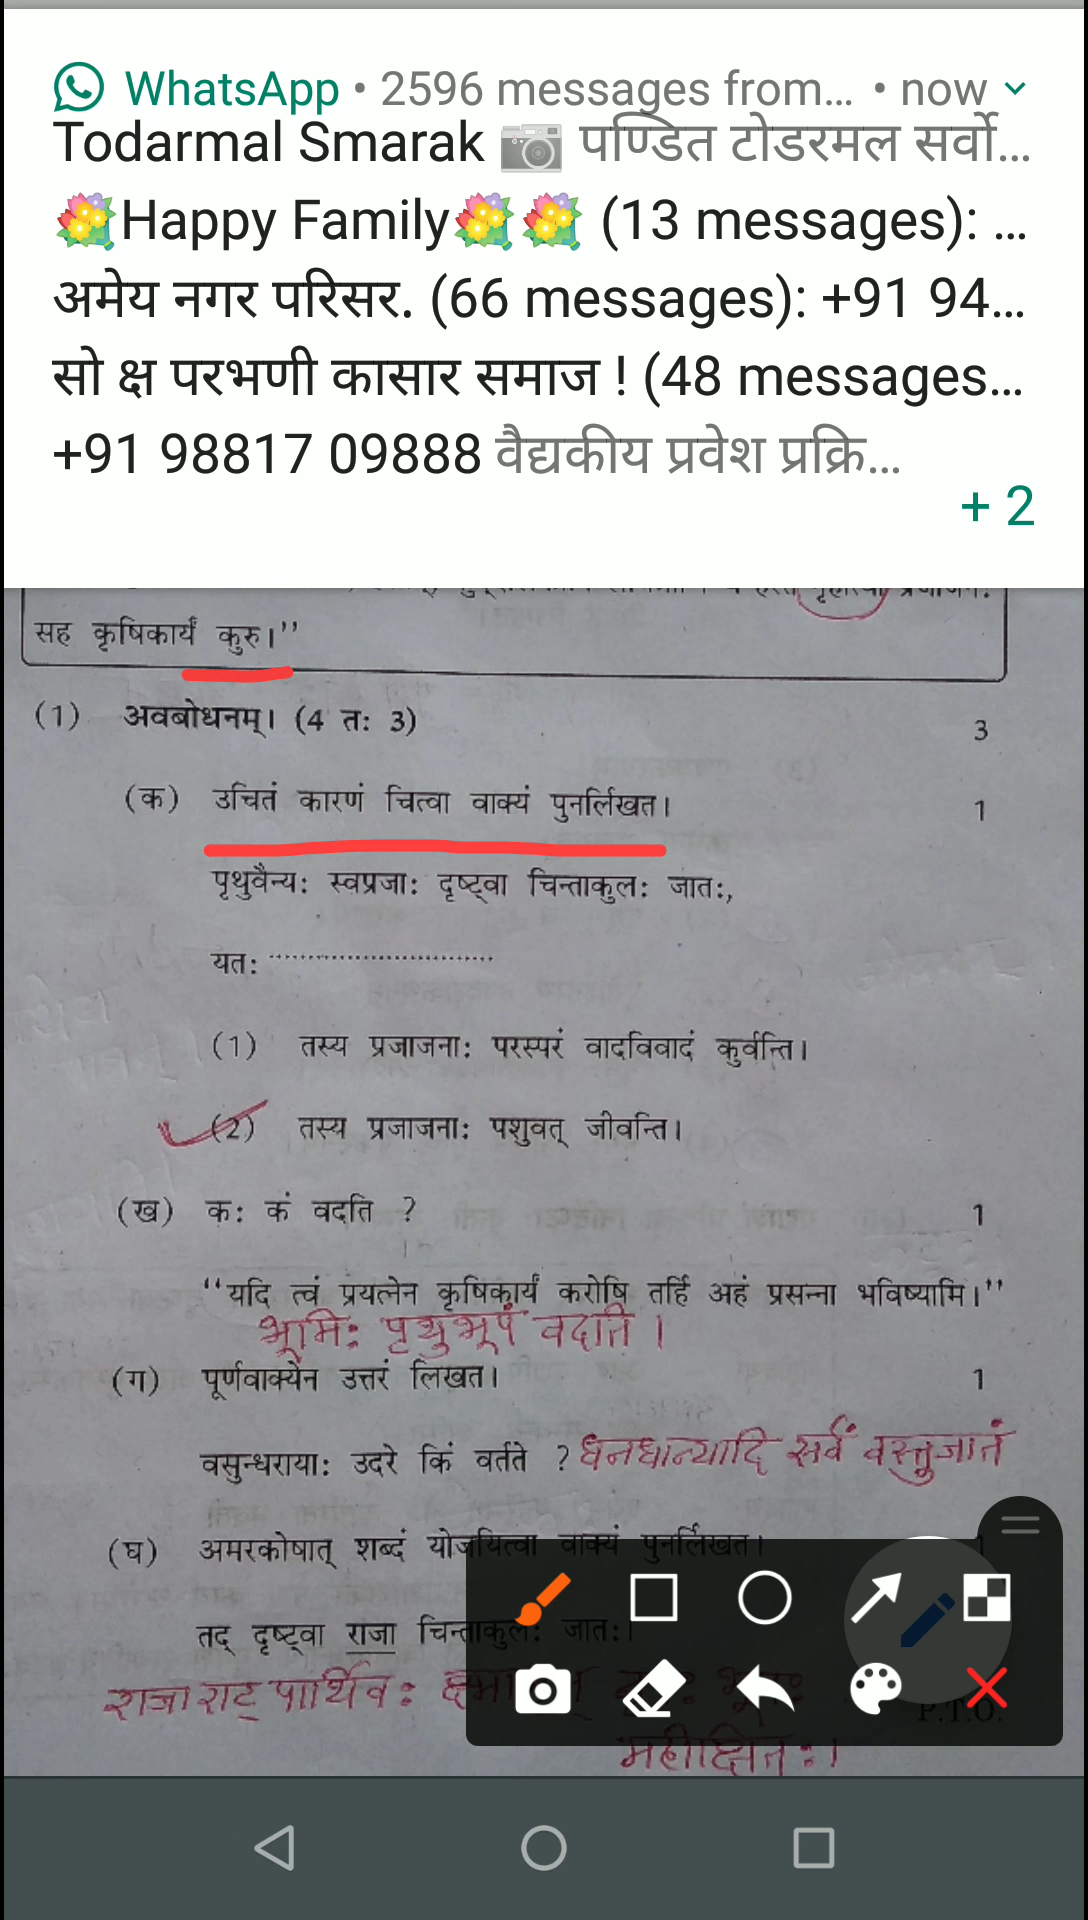 WhatsApp • 2596 messages from... • now
Todarmal Smarak 📷 पण्डित टोडरमल सर्वो...
💐Happy Family💐💐 (13 messages): ...
अमेय नगर परिसर. (66 messages): +91 94...
सो क्ष परभणी कासार समाज ! (48 messages...
+91 98817 09888 वैद्यकीय प्रवेश प्रक्रि...
+ 2
सह कृषिकार्यं कुरु।''
(1) अवबोधनम्। (4 तः 3) 3
(क) उचितं कारणं चित्वा वाक्यं पुनर्लिखत। 1
पृथुवैन्यः स्वप्रजाः दृष्ट्वा चिन्ताकुलः जातः,
यतः ..............................
(1) तस्य प्रजाजनाः परस्परं वादविवादं कुर्वन्ति।
(2) तस्य प्रजाजनाः पशुवत् जीवन्ति।
(ख) कः कं वदति ? 1
''यदि त्वं प्रयत्नेन कृषिकार्यं करोषि तर्हि अहं प्रसन्ना भविष्यामि।''
भूमिः पृथुभूपं वदति।
(ग) पूर्णवाक्येन उत्तरं लिखत। 1
वसुन्धरायाः उदरे किं वर्तते ? धनधान्यादि सर्वं वस्तुजातं
(घ) अमरकोषात् शब्दं योजयित्वा वाक्यं पुनर्लिखत। 1
तद् दृष्ट्वा राजा चिन्ताकुलः जातः।
राजा राट् पार्थिवः
P.T.O.
महीक्षितः।